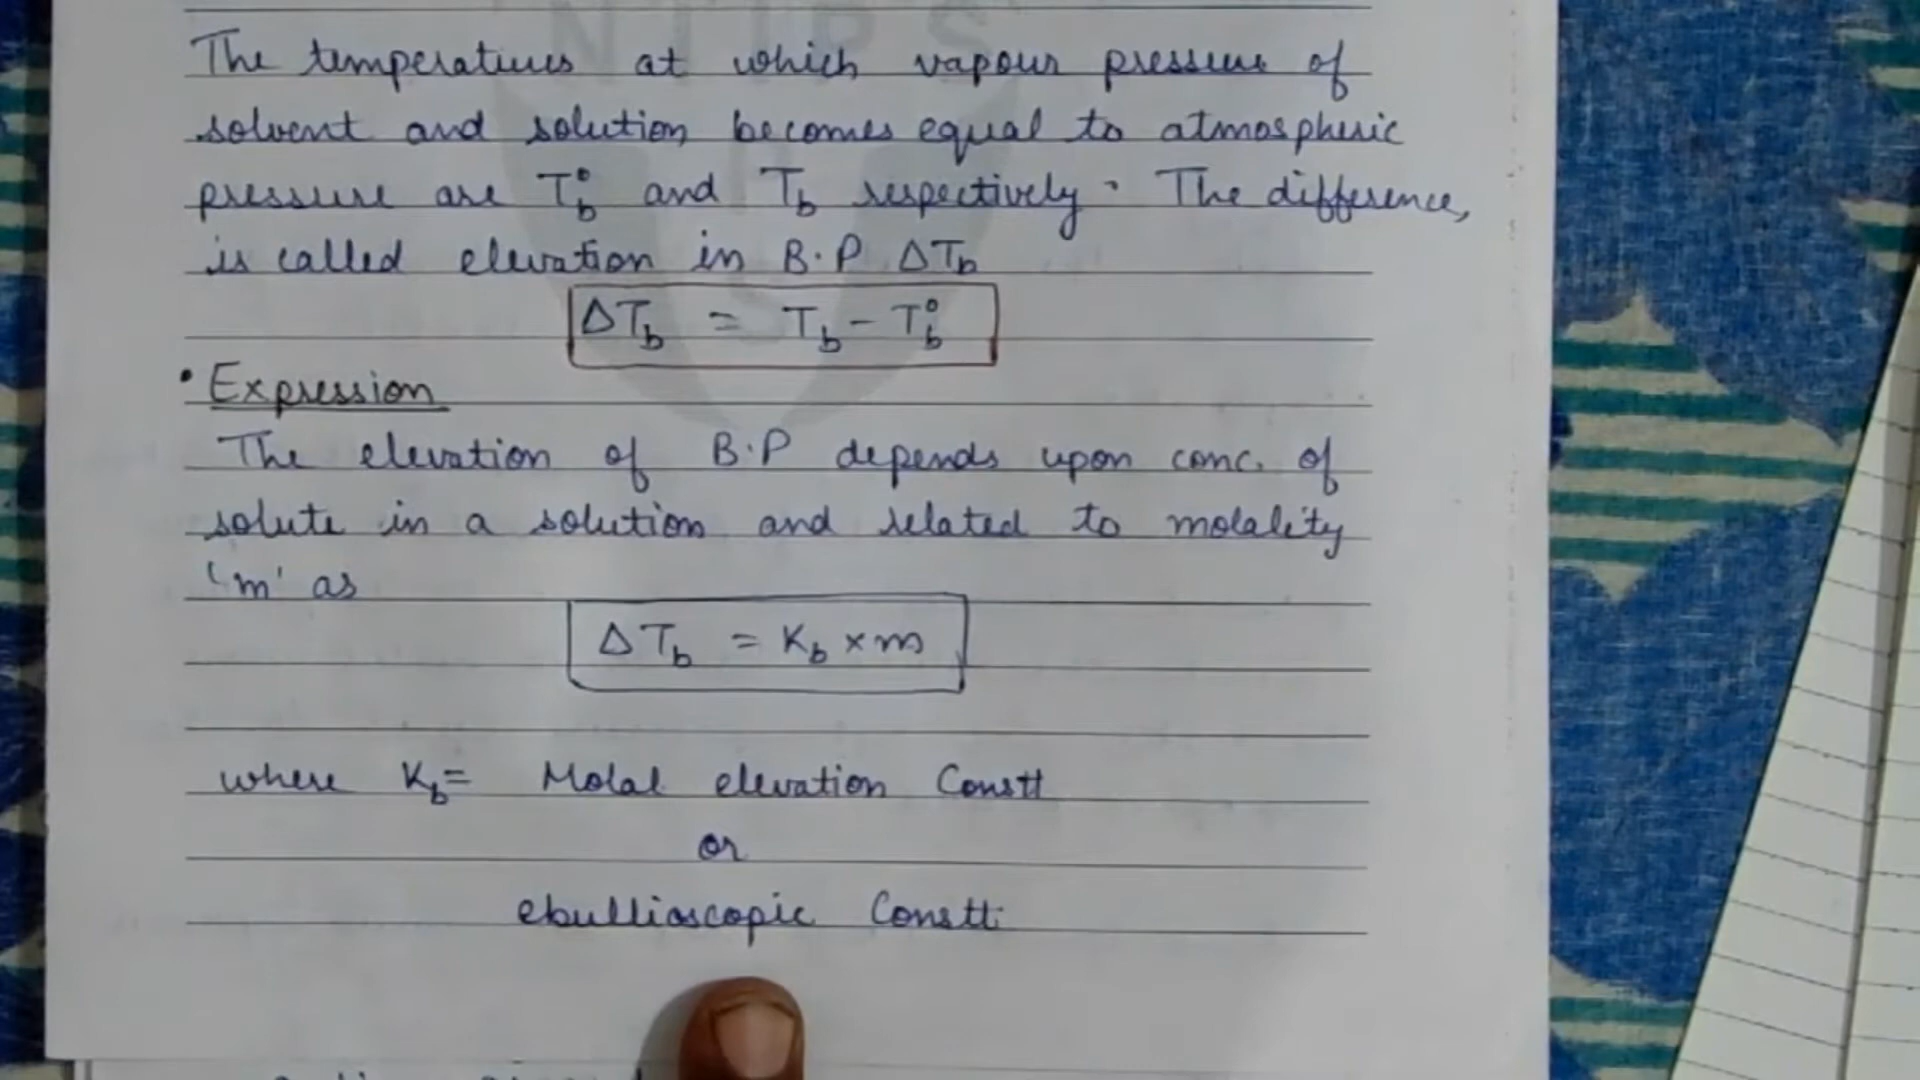 NTIPS
The temperatures at which vapour pressure of
solvent and solution becomes equal to atmospheric
pressure are T°b and Tb respectively. The difference,
is called elevation in B.P ΔTb
ΔTb = Tb - T°b
• Expression
The elevation of B.P depends upon conc. of
solute in a solution and related to molality
'm' as
ΔTb = Kb × m
where Kb = Molal elevation Constt
or
ebullioscopic Constt.